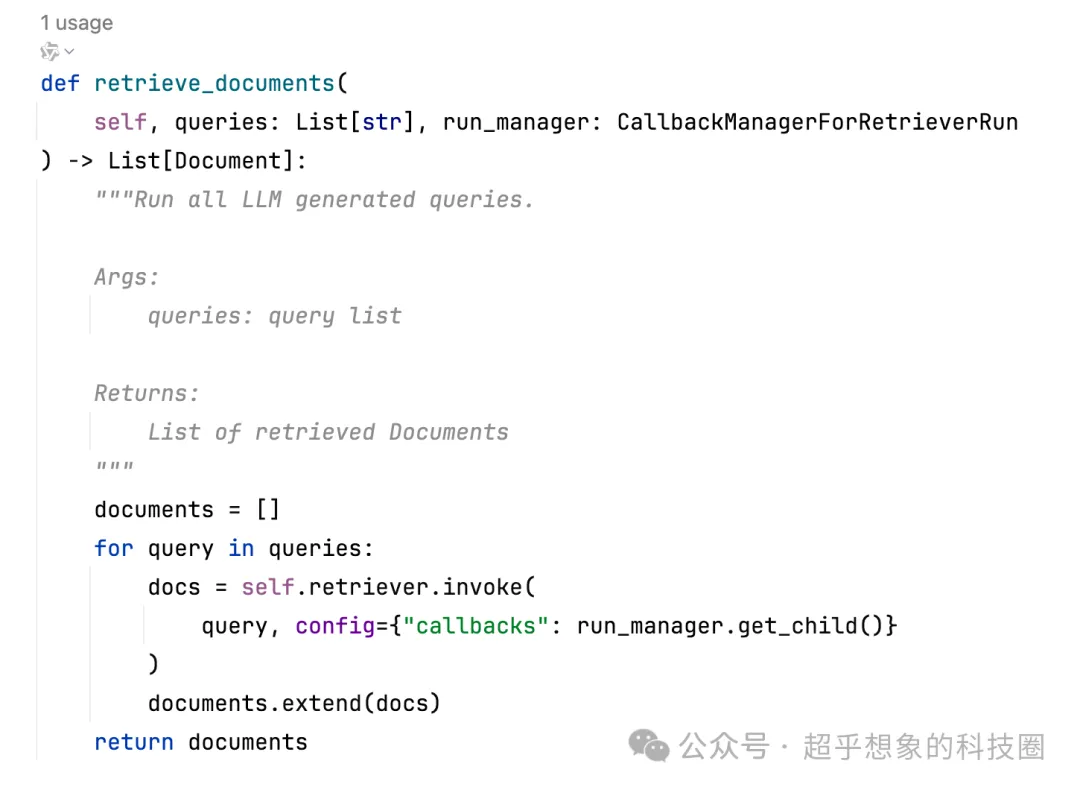 1 usage
def retrieve_documents(
    self, queries: List[str], run_manager: CallbackManagerForRetrieverRun
) -> List[Document]:
    """Run all LLM generated queries.

    Args:
        queries: query list

    Returns:
        List of retrieved Documents
    """
    documents = []
    for query in queries:
        docs = self.retriever.invoke(
            query, config={"callbacks": run_manager.get_child()}
        )
        documents.extend(docs)
    return documents
公众号 · 超乎想象的科技圈